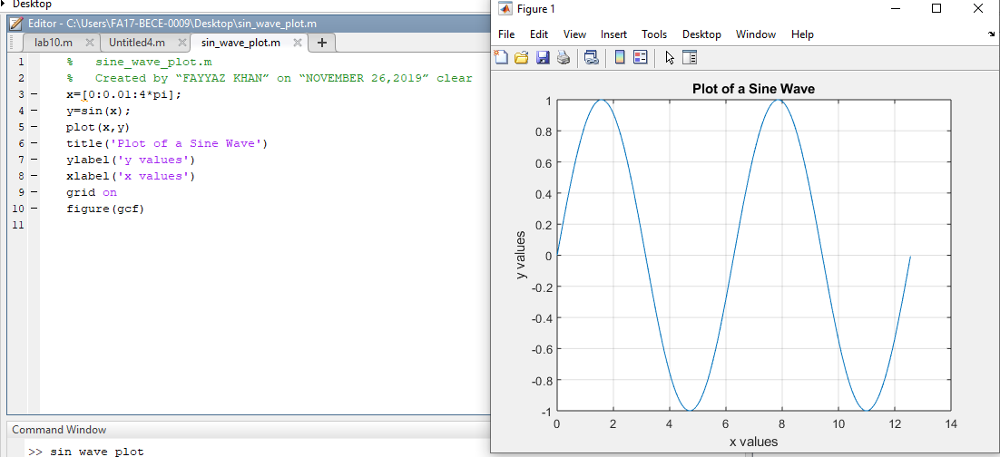 Desktop
Editor - C:\Users\FA17-BECE-0009\Desktop\sin_wave_plot.m
lab10.m Untitled4.m sin_wave_plot.m
1 % sine_wave_plot.m
2 % Created by “FAYYAZ KHAN” on “NOVEMBER 26,2019” clear
3 x=[0:0.01:4*pi];
4 y=sin(x);
5 plot(x,y)
6 title('Plot of a Sine Wave')
7 ylabel('y values')
8 xlabel('x values')
9 grid on
10 figure(gcf)
11
Command Window
>> sin wave plot
Figure 1
File Edit View Insert Tools Desktop Window Help
Plot of a Sine Wave
1
0.8
0.6
0.4
0.2
0
-0.2
-0.4
-0.6
-0.8
-1
y values
0 2 4 6 8 10 12 14
x values